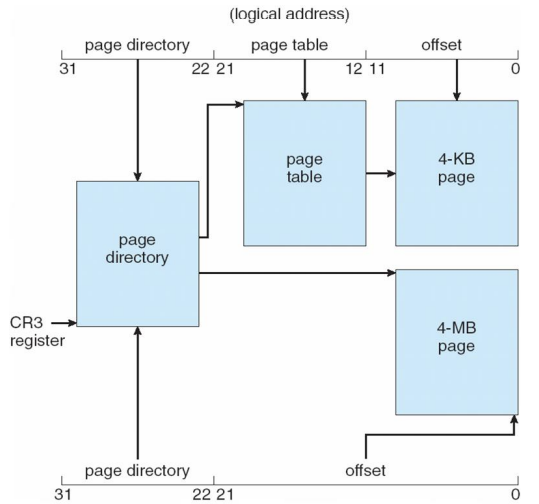 (logical address)
page directory page table offset
31 22 21 12 11 0
page
table
4-KB
page
page
directory
CR3
register
4-MB
page
page directory offset
31 22 21 0